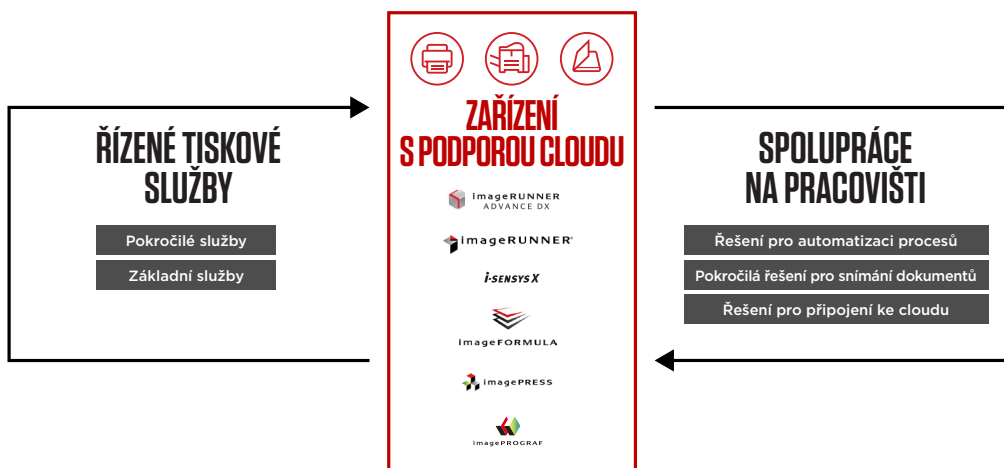 ŘÍZENÉ TISKOVÉ
SLUŽBY
Pokročilé služby
Základní služby
ZAŘÍZENÍ
S PODPOROU CLOUDU
imageRUNNER
ADVANCE DX
imageRUNNER®
i-SENSYS X
imageFORMULA
imagePRESS
imagePROGRAF
SPOLUPRÁCE
NA PRACOVIŠTI
Řešení pro automatizaci procesů
Pokročilá řešení pro snímání dokumentů
Řešení pro připojení ke cloudu